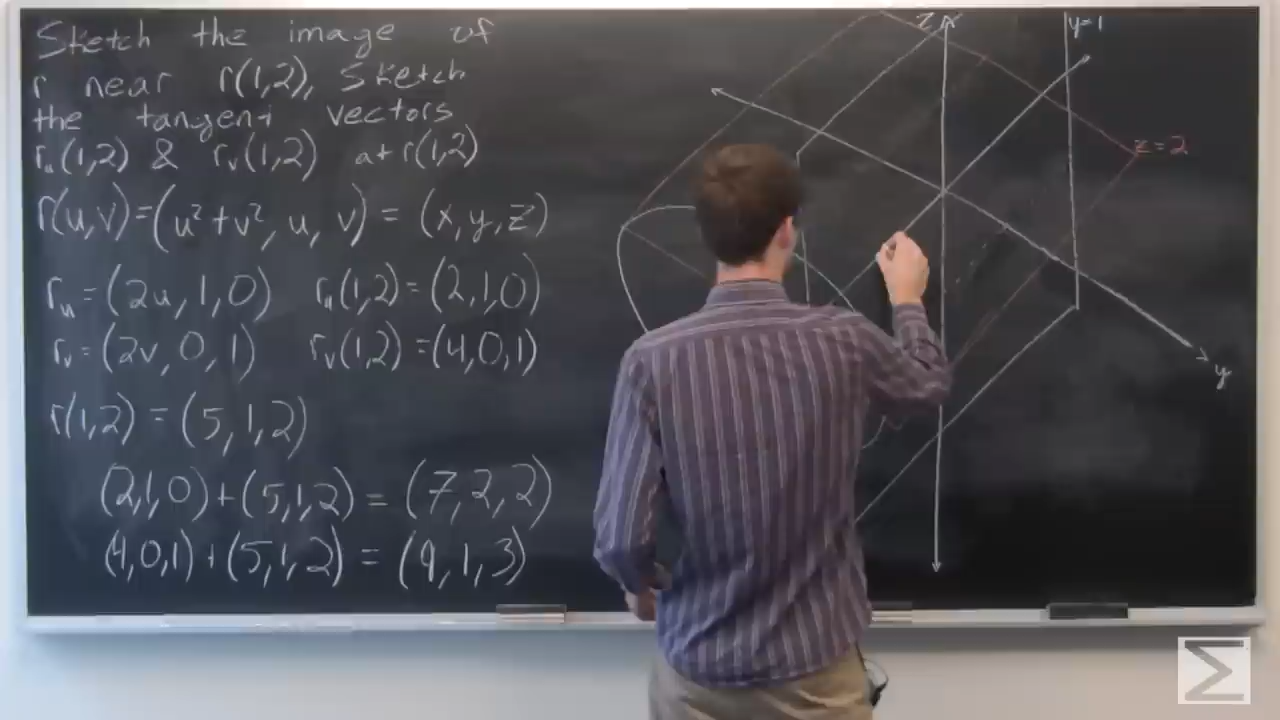 Sketch the image of
r near r(1,2), sketch
the tangent vectors
rᵤ(1,2) & rᵥ(1,2) at r(1,2)
r(u,v)=(u²+v², u, v) = (x,y,z)
rᵤ = (2u,1,0) rᵤ(1,2)=(2,1,0)
rᵥ = (2v,0,1) rᵥ(1,2)=(4,0,1)
r(1,2) = (5,1,2)
(2,1,0)+(5,1,2) = (7,2,2)
(4,0,1)+(5,1,2) = (9,1,3)
z
y=1
z=2
y
Σ